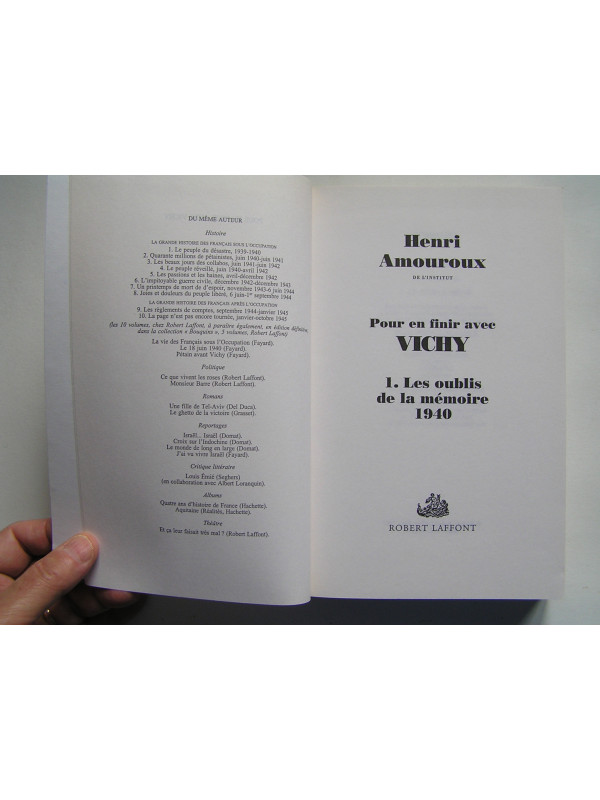 DU MÊME AUTEUR
Histoire
LA GRANDE HISTOIRE DES FRANÇAIS SOUS L'OCCUPATION
1. Le peuple du désastre, 1939-1940
2. Quarante millions de pétainistes, juin 1940-juin 1941
3. Les beaux jours des collabos, juin 1941-juin 1942
4. Le peuple réveillé, juin 1940-avril 1942
5. Les passions et les haines, avril-décembre 1942
6. L'impitoyable guerre civile, décembre 1942-décembre 1943
7. Un printemps de mort et d'espoir, novembre 1943-6 juin 1944
8. Joies et douleurs du peuple libéré, 6 juin-1er septembre 1944
LA GRANDE HISTOIRE DES FRANÇAIS APRÈS L'OCCUPATION
9. Les règlements de comptes, septembre 1944-janvier 1945
10. La page n'est pas encore tournée, janvier-octobre 1945
(les 10 volumes, chez Robert Laffont, à paraître également, en édition définitive,
dans la collection « Bouquins », 5 volumes, Robert Laffont).
La vie des Français sous l'Occupation (Fayard).
Le 18 juin 1940 (Fayard).
Pétain avant Vichy (Fayard).
Politique
Ce que vivent les roses (Robert Laffont).
Monsieur Barre (Robert Laffont).
Romans
Une fille de Tel-Aviv (Del Duca).
Le ghetto de la victoire (Grasset).
Reportages
Israël... Israël (Domat).
Croix sur l'Indochine (Domat).
Le monde de long en large (Domat).
J'ai vu vivre Israël (Fayard).
Critique littéraire
Louis Émié (Seghers)
(en collaboration avec Albert Loranquin).
Albums
Quatre ans d'histoire de France (Hachette).
Aquitaine (Réalités, Hachette).
Théâtre
Et ça leur faisait très mal ? (Robert Laffont).
Henri
Amouroux
DE L'INSTITUT
Pour en finir avec
VICHY
1. Les oublis
de la mémoire
1940
ROBERT LAFFONT